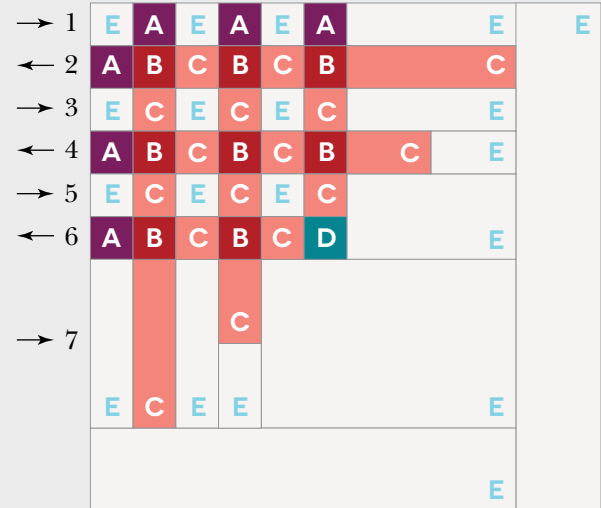 → 1 E A E A E A E E
← 2 A B C B C B C
→ 3 E C E C E C E
← 4 A B C B C B C E
→ 5 E C E C E C
← 6 A B C B C D E
C
→ 7
E C E E E
E